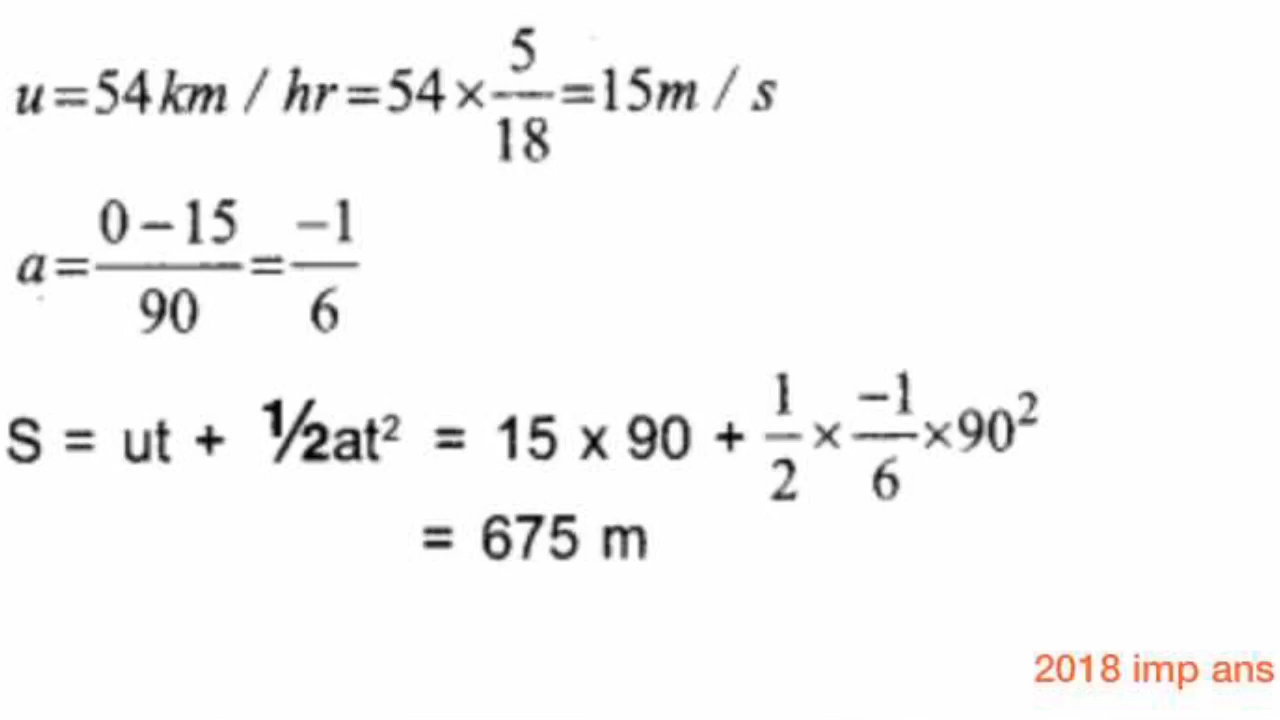 u=54km / hr=54×5/18=15m / s
a=0–15/90=–1/6
S = ut + ½at² = 15 x 90 + 1/2×–1/6×90²
= 675 m
2018 imp ans